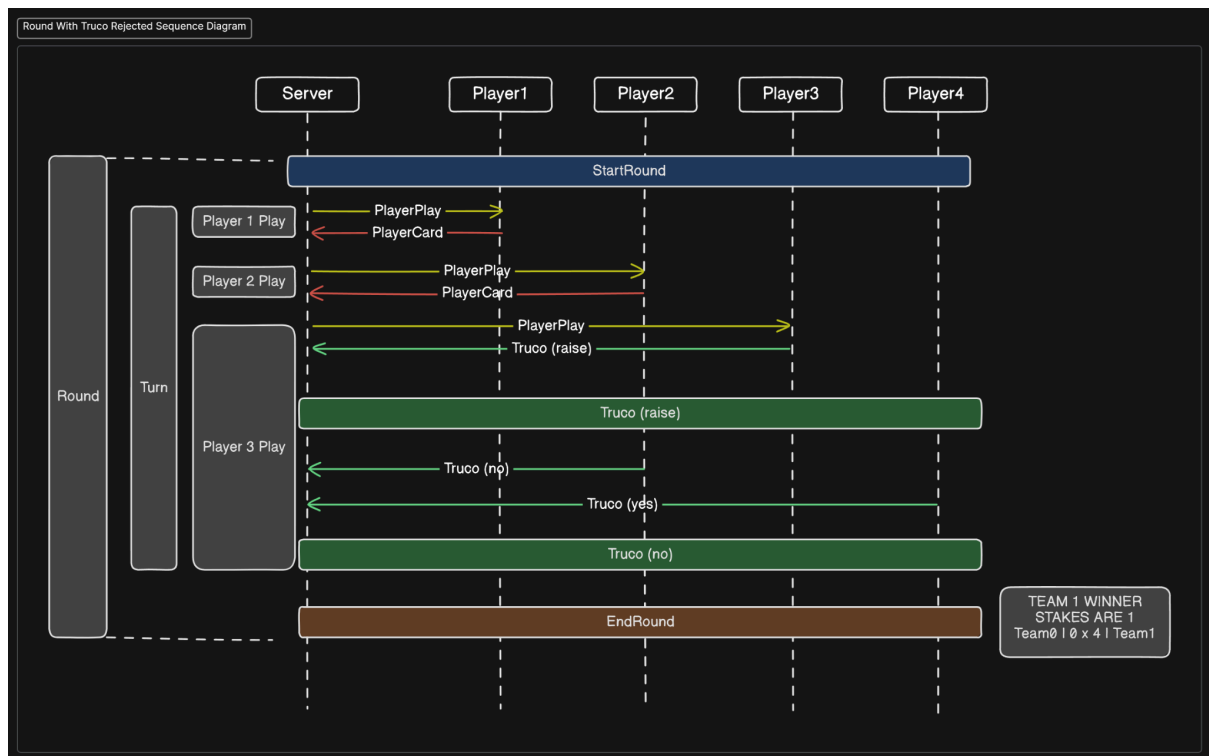 Round With Truco Rejected Sequence Diagram
Server
Player1
Player2
Player3
Player4
StartRound
Player 1 Play
PlayerPlay
PlayerCard
Player 2 Play
PlayerPlay
PlayerCard
PlayerPlay
Truco (raise)
Round
Turn
Truco (raise)
Player 3 Play
Truco (no)
Truco (yes)
Truco (no)
EndRound
TEAM 1 WINNER
STAKES ARE 1
Team0 | 0 x 4 | Team1